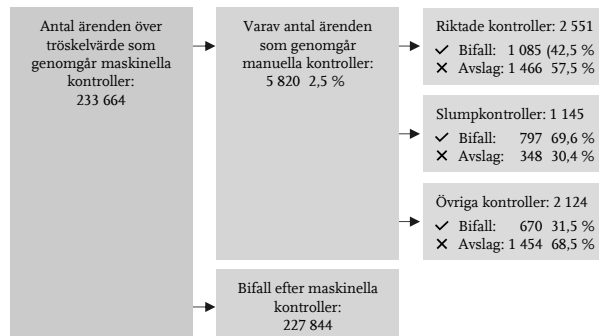 Antal ärenden över
tröskelvärde som
genomgår maskinella
kontroller:
233 664
Varav antal ärenden
som genomgår
manuella kontroller:
5 820 2,5 %
Bifall efter maskinella
kontroller:
227 844
Riktade kontroller: 2 551
✓ Bifall: 1 085 (42,5 %
✕ Avslag: 1 466 57,5 %
Slumpkontroller: 1 145
✓ Bifall: 797 69,6 %
✕ Avslag: 348 30,4 %
Övriga kontroller: 2 124
✓ Bifall: 670 31,5 %
✕ Avslag: 1 454 68,5 %